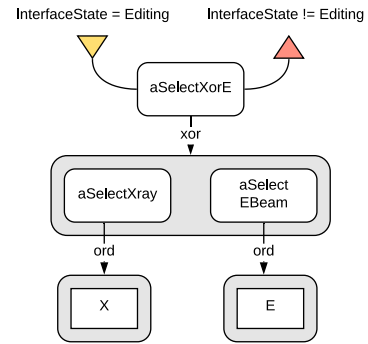 InterfaceState = Editing
InterfaceState != Editing
aSelectXorE
xor
aSelectXray
aSelect
EBeam
ord
ord
X
E